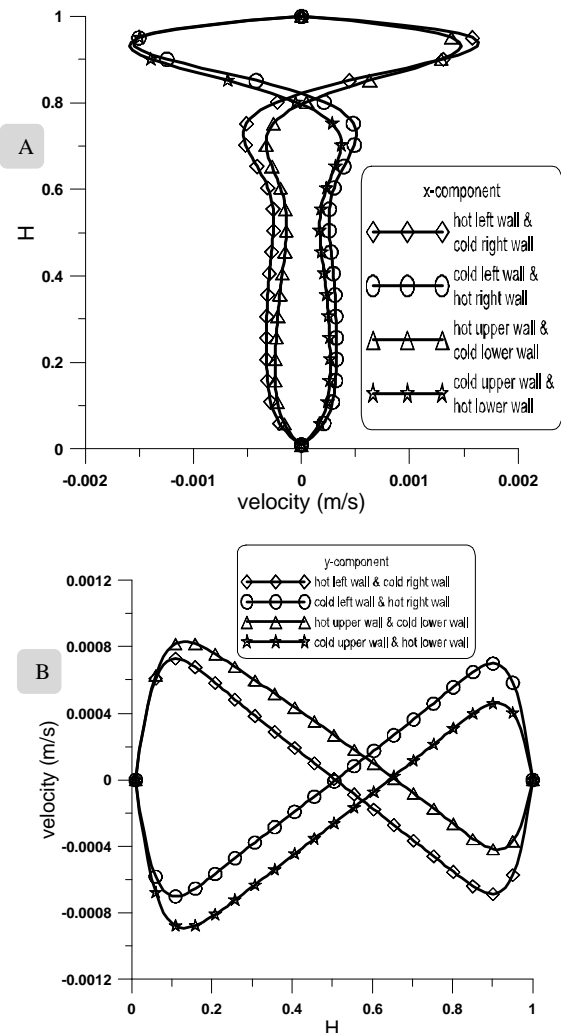 A
1
0.8
0.6
0.4
0.2
0
H
-0.002
-0.001
0
0.001
0.002
velocity (m/s)
x-component
hot left wall &
cold right wall
cold left wall &
hot right wall
hot upper wall &
cold lower wall
cold upper wall &
hot lower wall
B
y-component
hot left wall & cold right wall
cold left wall & hot right wall
hot upper wall & cold lower wall
cold upper wall & hot lower wall
0.0012
0.0008
0.0004
0
-0.0004
-0.0008
-0.0012
velocity (m/s)
0
0.2
0.4
0.6
0.8
1
H